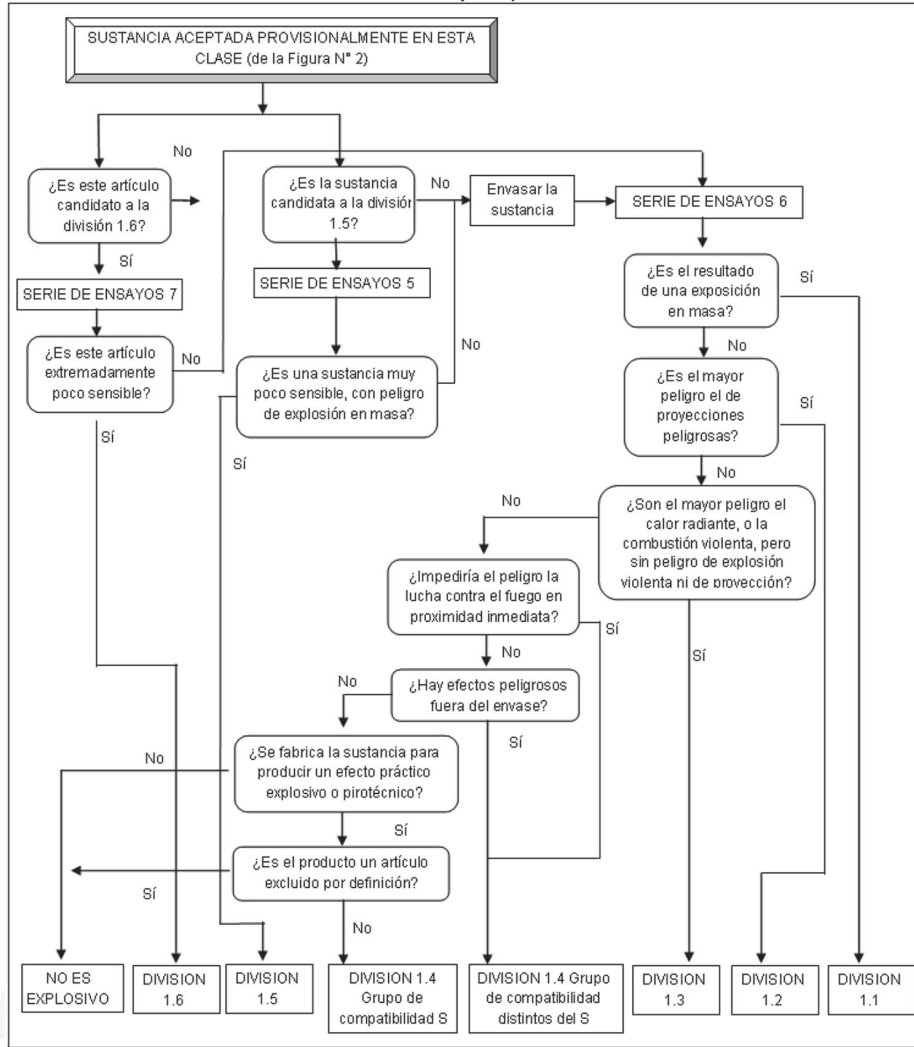 SUSTANCIA ACEPTADA PROVISIONALMENTE EN ESTA
CLASE (de la Figura N° 2)
No
¿Es este artículo
candidato a la
división 1.6?
¿Es la sustancia
candidata a la división
1.5?
No
Envasar la
sustancia
SERIE DE ENSAYOS 6
Sí
SERIE DE ENSAYOS 7
Sí
SERIE DE ENSAYOS 5
¿Es el resultado
de una exposición
en masa?
Sí
No
¿Es este artículo
extremadamente
poco sensible?
No
¿Es una sustancia muy
poco sensible, con peligro
de explosión en masa?
No
¿Es el mayor
peligro el de
proyecciones
peligrosas?
Sí
Sí
Sí
No
No
¿Son el mayor peligro el
calor radiante, o la
combustión violenta, pero
sin peligro de explosión
violenta ni de proyección?
¿Impediría el peligro la
lucha contra el fuego en
proximidad inmediata?
Sí
Sí
No
No
¿Hay efectos peligrosos
fuera del envase?
Sí
No
¿Se fabrica la sustancia para
producir un efecto práctico
explosivo o pirotécnico?
Sí
¿Es el producto un artículo
excluido por definición?
Sí
No
NO ES
EXPLOSIVO
DIVISION
1.6
DIVISION
1.5
DIVISION 1.4
Grupo de
compatibilidad S
DIVISION 1.4 Grupo
de compatibilidad
distintos del S
DIVISION
1.3
DIVISION
1.2
DIVISION
1.1